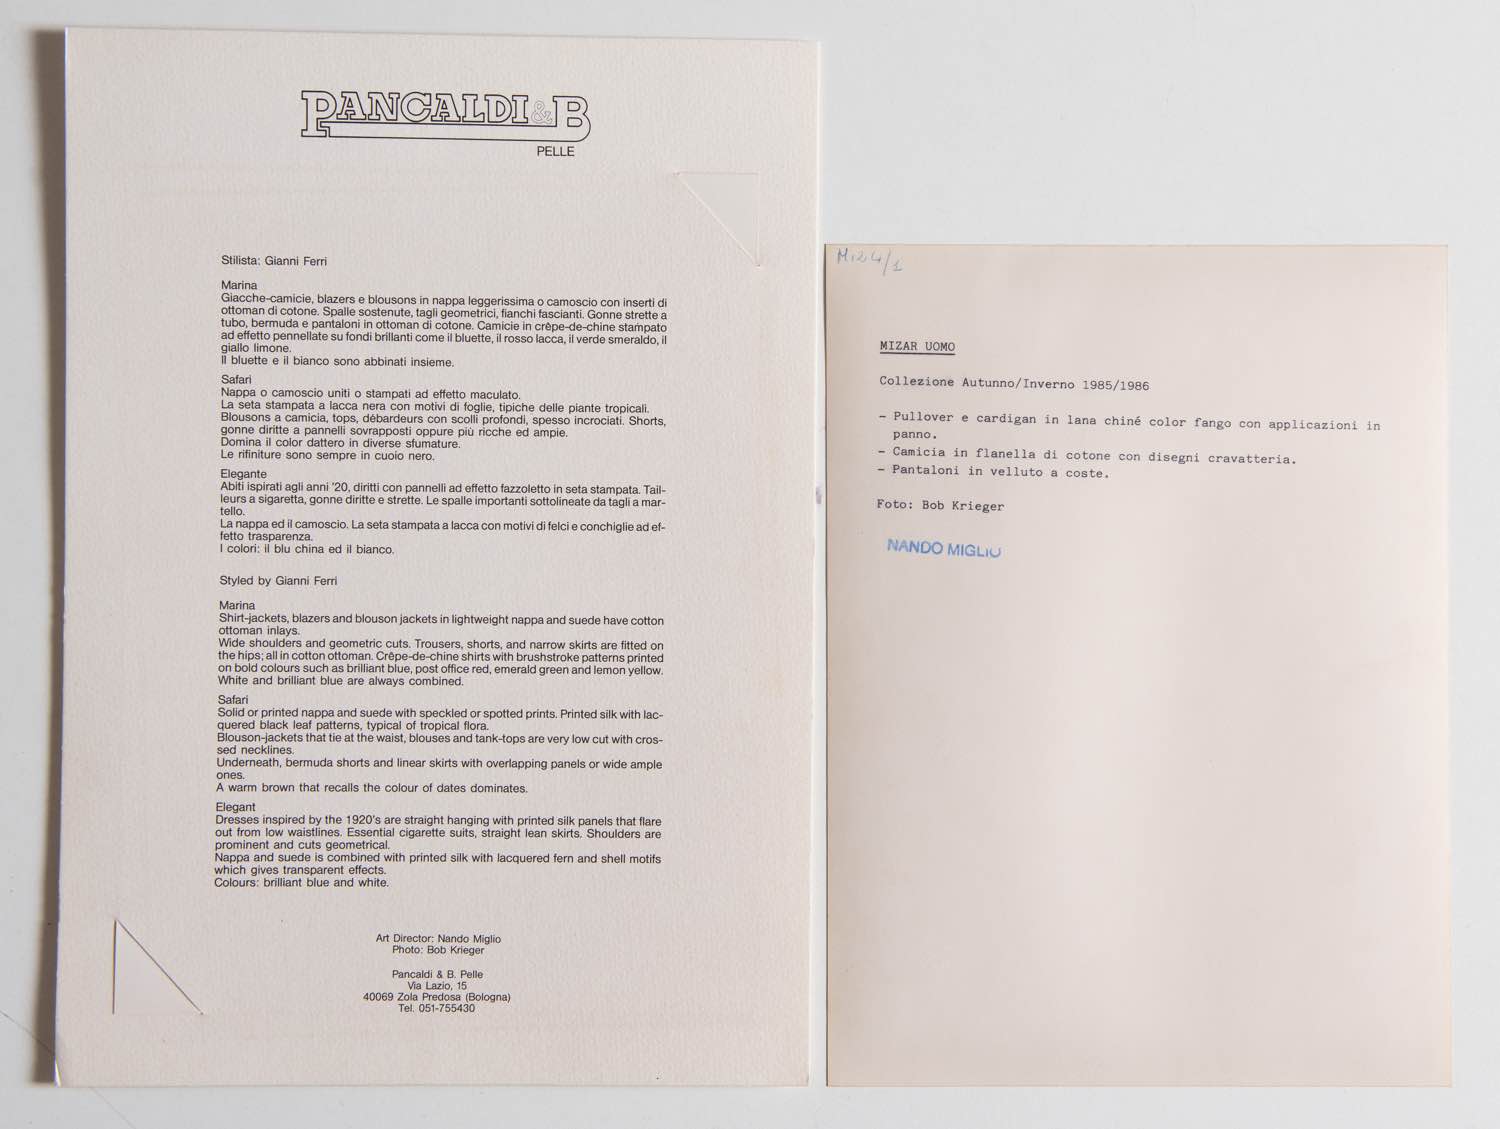 PANCALDI&B
PELLE
Stilista: Gianni Ferri
Marina
Giacche-camicie, blazers e blousons in nappa leggerissima o camoscio con inserti di
ottoman di cotone. Spalle sostenute, tagli geometrici, fianchi fascianti. Gonne strette a
tubo, bermuda e pantaloni in ottoman di cotone. Camicie in crêpe-de-chine stampato
ad effetto pennellate su fondi brillanti come il bluette, il rosso lacca, il verde smeraldo, il
giallo limone.
Il bluette e il bianco sono abbinati insieme.
Safari
Nappa o camoscio uniti o stampati ad effetto maculato.
La seta stampata a lacca nera con motivi di foglie, tipiche delle piante tropicali.
Blousons a camicia, tops, débardeurs con scolli profondi, spesso incrociati. Shorts,
gonne diritte a pannelli sovrapposti oppure più ricche ed ampie.
Domina il color dattero in diverse sfumature.
Le rifiniture sono sempre in cuoio nero.
Elegante
Abiti ispirati agli anni '20, diritti con pannelli ad effetto fazzoletto in seta stampata. Tail-
leurs a sigaretta, gonne diritte e strette. Le spalle importanti sottolineate da tagli a mar-
tello.
La nappa ed il camoscio. La seta stampata a lacca con motivi di felci e conchiglie ad ef-
fetto trasparenza.
I colori: il blu china ed il bianco.
Styled by Gianni Ferri
Marina
Shirt-jackets, blazers and blouson jackets in lightweight nappa and suede have cotton
ottoman inlays.
Wide shoulders and geometric cuts. Trousers, shorts, and narrow skirts are fitted on
the hips; all in cotton ottoman. Crêpe-de-chine shirts with brushstroke patterns printed
on bold colours such as brilliant blue, post office red, emerald green and lemon yellow.
White and brilliant blue are always combined.
Safari
Solid or printed nappa and suede with speckled or spotted prints. Printed silk with lac-
quered black leaf patterns, typical of tropical flora.
Blouson-jackets that tie at the waist, blouses and tank-tops are very low cut with cros-
sed necklines.
Underneath, bermuda shorts and linear skirts with overlapping panels or wide ample
ones.
A warm brown that recalls the colour of dates dominates.
Elegant
Dresses inspired by the 1920's are straight hanging with printed silk panels that flare
out from low waistlines. Essential cigarette suits, straight lean skirts. Shoulders are
prominent and cuts geometrical.
Nappa and suede is combined with printed silk with lacquered fern and shell motifs
which gives transparent effects.
Colours: brilliant blue and white.
Art Director: Nando Miglio
Photo: Bob Krieger
Pancaldi & B. Pelle
Via Lazio, 15
40069 Zola Predosa (Bologna)
Tel. 051-755430
Mi24/1
MIZAR UOMO
Collezione Autunno/Inverno 1985/1986
- Pullover e cardigan in lana chiné color fango con applicazioni in
panno.
- Camicia in flanella di cotone con disegni cravatteria.
- Pantaloni in velluto a coste.
Foto: Bob Krieger
NANDO MIGLIO